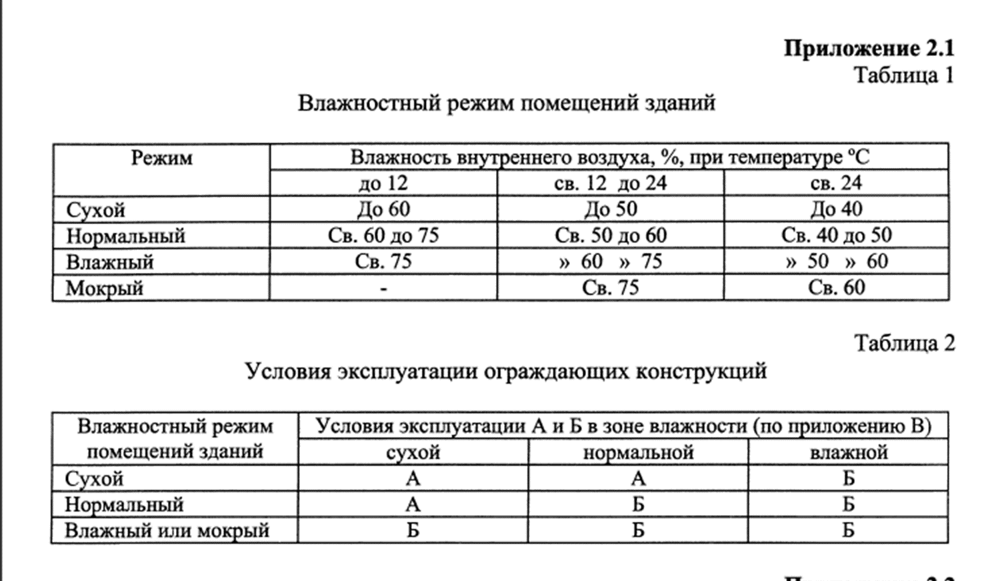 Приложение 2.1
Таблица 1
Влажностный режим помещений зданий
Режим
Влажность внутреннего воздуха, %, при температуре ºС
до 12 св. 12 до 24 св. 24
Сухой До 60 До 50 До 40
Нормальный Св. 60 до 75 Св. 50 до 60 Св. 40 до 50
Влажный Св. 75 » 60 » 75 » 50 » 60
Мокрый - Св. 75 Св. 60
Таблица 2
Условия эксплуатации ограждающих конструкций
Влажностный режим
помещений зданий
Условия эксплуатации А и Б в зоне влажности (по приложению В)
сухой нормальной влажной
Сухой А А Б
Нормальный А Б Б
Влажный или мокрый Б Б Б